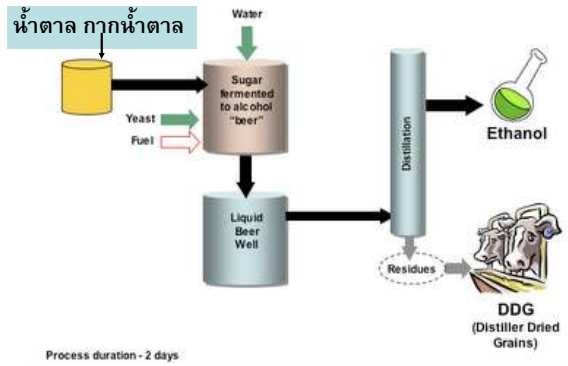 น้ำตาล กากน้ำตาล
Water
Sugar
fermented
to alcohol
"beer"
Yeast
Fuel
Distillation
Ethanol
Liquid
Beer
Well
Residues
DDG
(Distiller Dried
Grains)
Process duration - 2 days